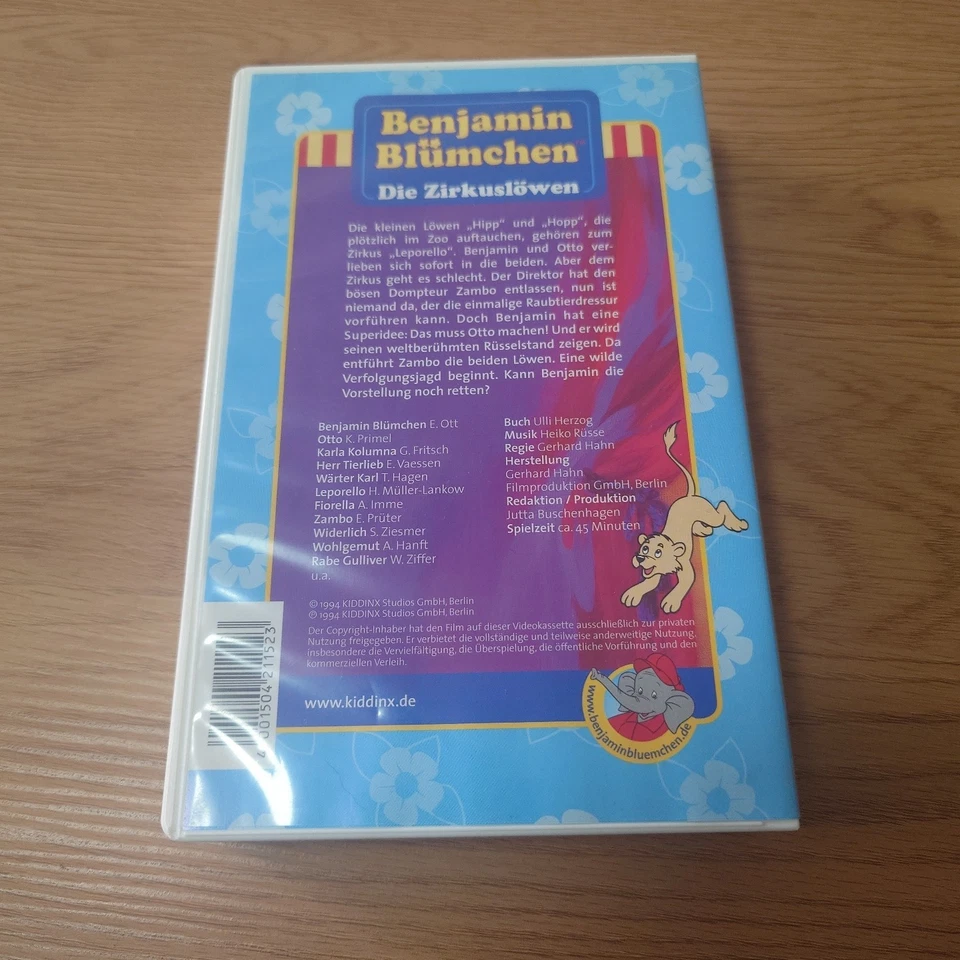 Benjamin
Blümchen™
Die Zirkuslöwen
Die kleinen Löwen „Hipp“ und „Hopp“, die
plötzlich im Zoo auftauchen, gehören zum
Zirkus „Leporello“. Benjamin und Otto ver-
lieben sich sofort in die beiden. Aber dem
Zirkus geht es schlecht. Der Direktor hat den
bösen Dompteur Zambo entlassen, nun ist
niemand da, der die einmalige Raubtierdressur
vorführen kann. Doch Benjamin hat eine
Superidee: Das muss Otto machen! Und er wird
seinen weltberühmten Rüsselstand zeigen. Da
entführt Zambo die beiden Löwen. Eine wilde
Verfolgungsjagd beginnt. Kann Benjamin die
Vorstellung noch retten?
Benjamin Blümchen E. Ott
Otto K. Primel
Karla Kolumna G. Fritsch
Herr Tierlieb E. Vaessen
Wärter Karl T. Hagen
Leporello H. Müller-Lankow
Fiorella A. Imme
Zambo E. Prüter
Widerlich S. Ziesmer
Wohlgemut A. Hanft
Rabe Gulliver W. Ziffer
u.a.
Buch Ulli Herzog
Musik Heiko Rüsse
Regie Gerhard Hahn
Herstellung
Gerhard Hahn
Filmproduktion GmbH, Berlin
Redaktion / Produktion
Jutta Buschenhagen
Spielzeit ca. 45 Minuten
© 1994 KIDDINX Studios GmbH, Berlin
℗ 1994 KIDDINX Studios GmbH, Berlin
Der Copyright-Inhaber hat den Film auf dieser Videokassette ausschließlich zur privaten
Nutzung freigegeben. Er verbietet die vollständige und teilweise anderweitige Nutzung,
insbesondere die Vervielfältigung, die Überspielung, die öffentliche Vorführung und den
kommerziellen Verleih.
www.kiddinx.de
www.benjaminbluemchen.de
4 001504 211523